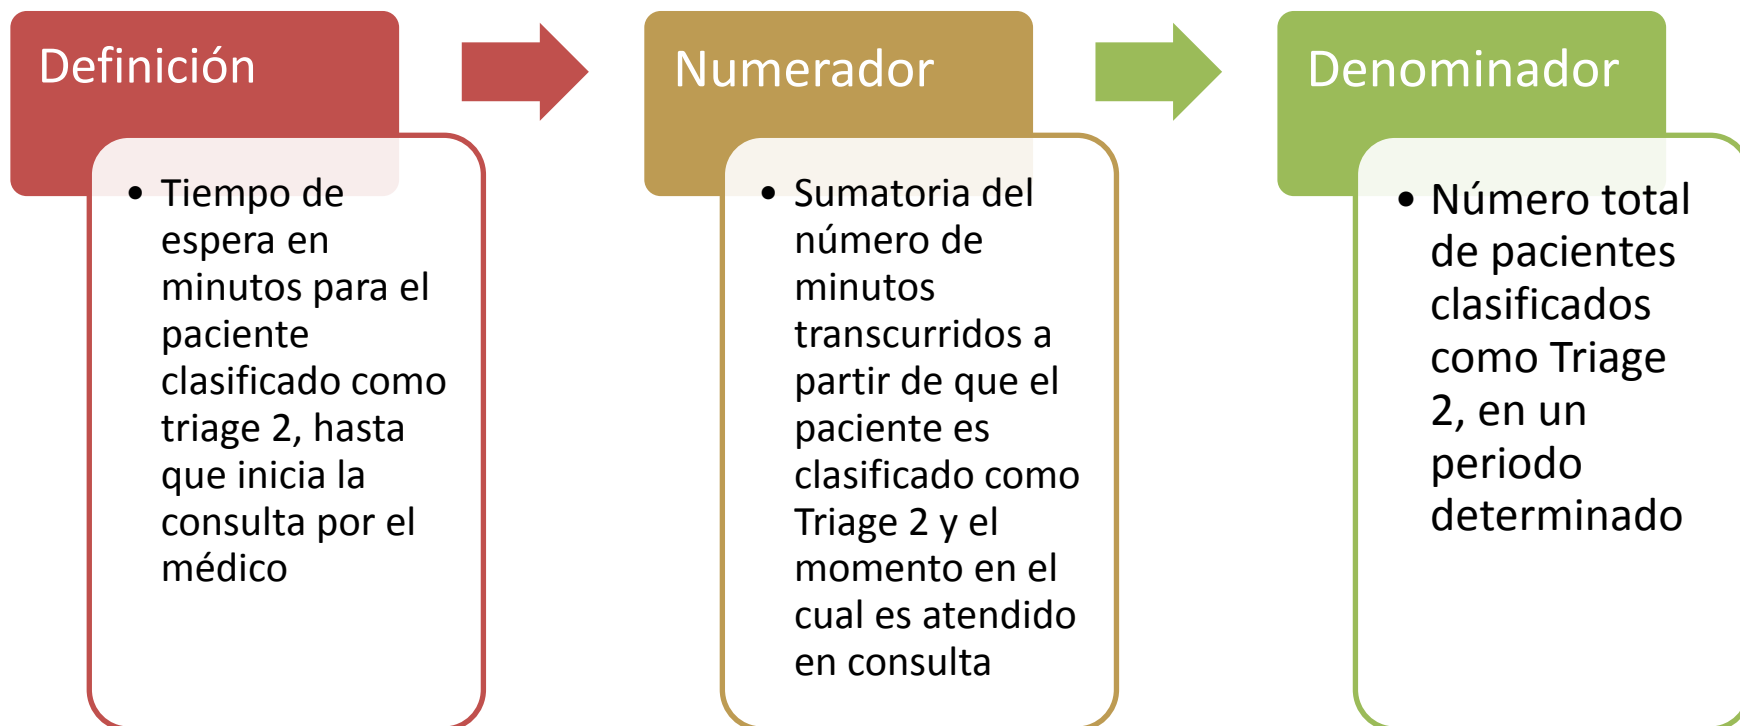 Definición
• Tiempo de
espera en
minutos para el
paciente
clasificado como
triage 2, hasta
que inicia la
consulta por el
médico
Numerador
• Sumatoria del
número de
minutos
transcurridos a
partir de que el
paciente es
clasificado como
Triage 2 y el
momento en el
cual es atendido
en consulta
Denominador
• Número total
de pacientes
clasificados
como Triage
2, en un
periodo
determinado